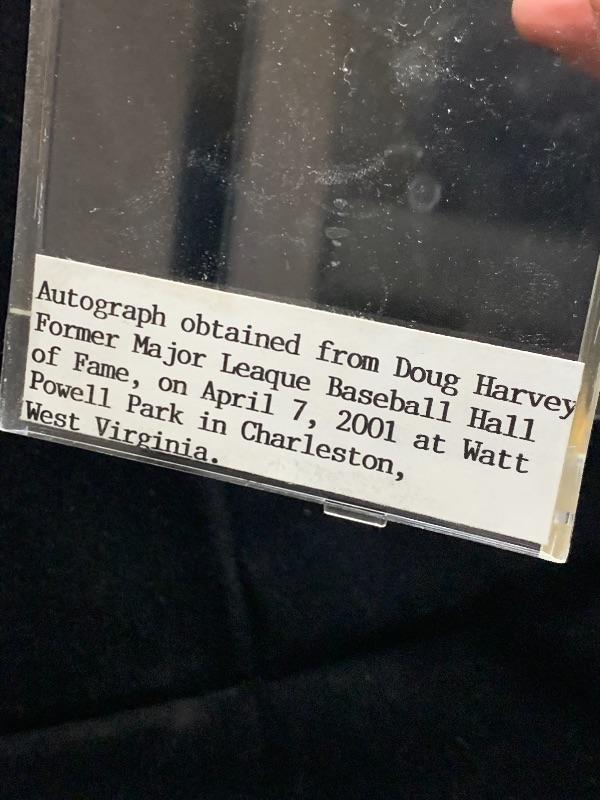 Autograph obtained from Doug Harvey
Former Major League Baseball Hall
of Fame, on April 7, 2001 at Watt
Powell Park in Charleston,
West Virginia.